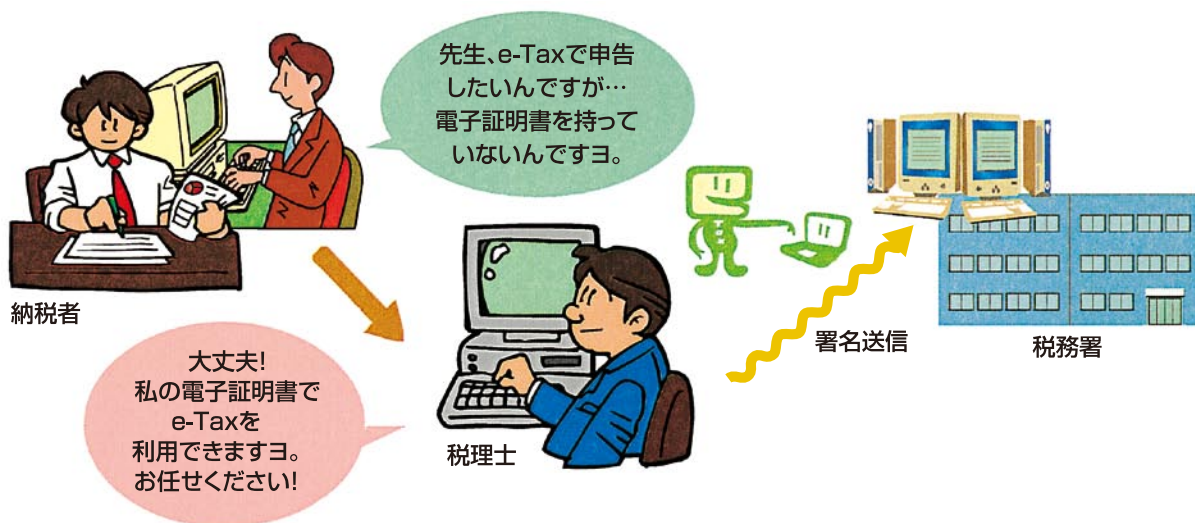 先生、e-Taxで申告
したいんですが…
電子証明書を持って
いないんですヨ。
納税者
大丈夫!
私の電子証明書で
e-Taxを
利用できますヨ。
お任せください!
税理士
署名送信
税務署